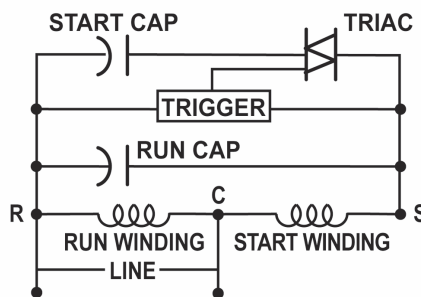 START CAP TRIAC
TRIGGER
RUN CAP
R C S
RUN WINDING START WINDING
LINE